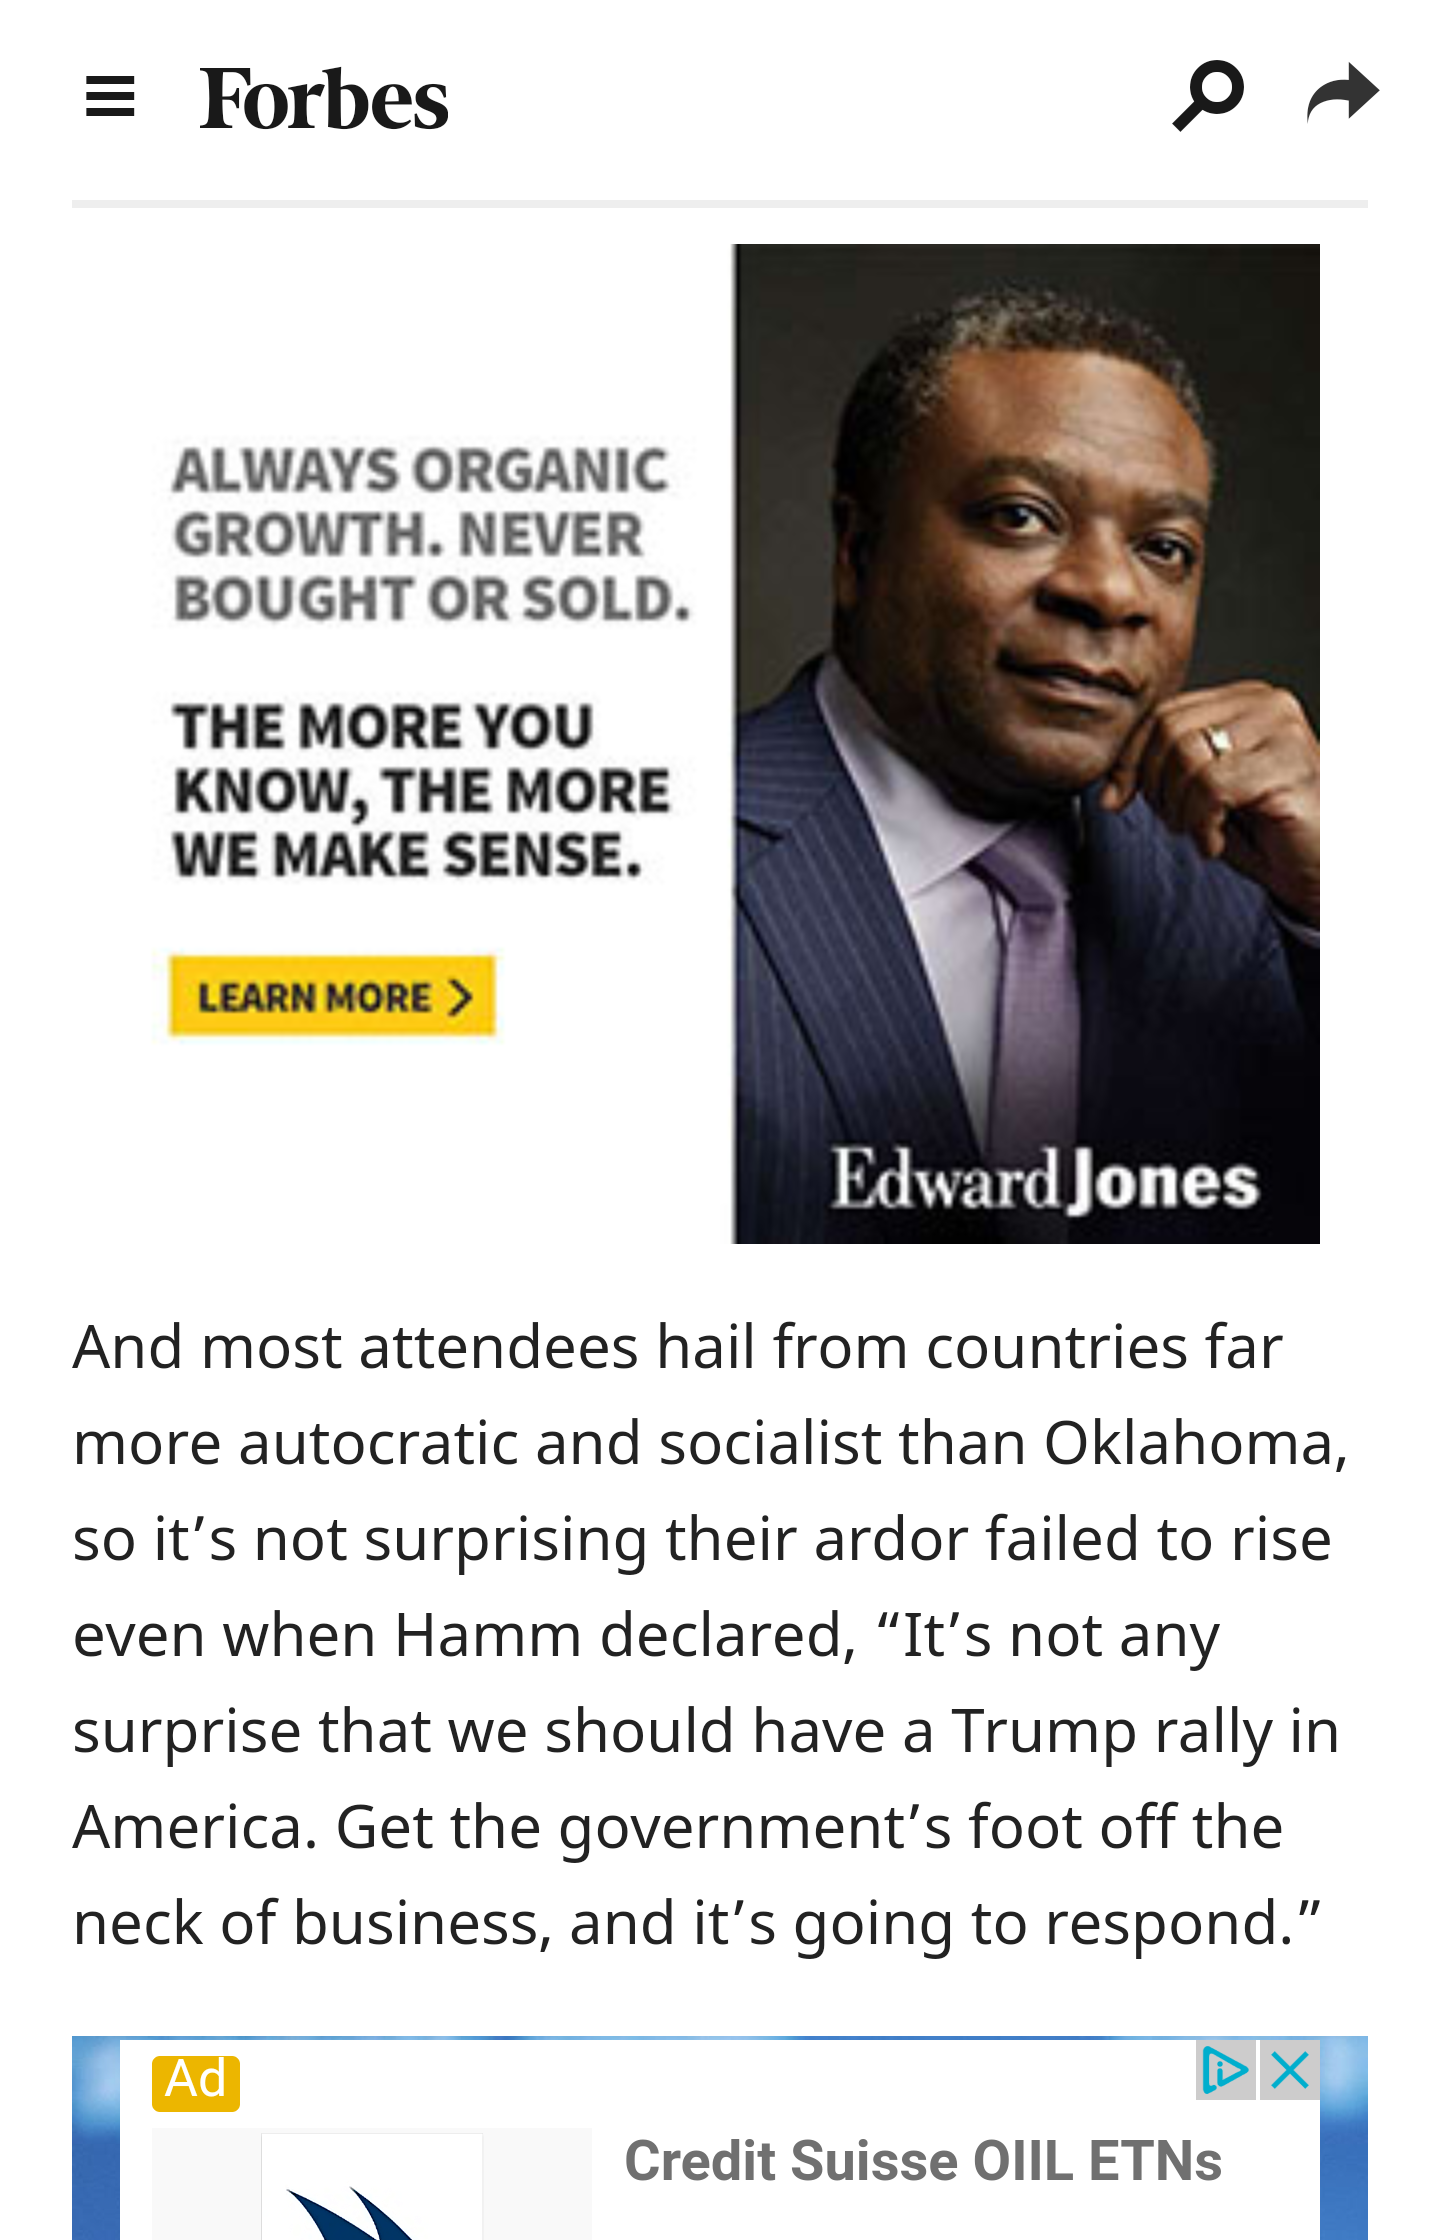 Forbes
ALWAYS ORGANIC
GROWTH. NEVER
BOUGHT OR SOLD.
THE MORE YOU
KNOW, THE MORE
WE MAKE SENSE.
LEARN MORE
Edward Jones
And most attendees hail from countries far
more autocratic and socialist than Oklahoma,
so it’s not surprising their ardor failed to rise
even when Hamm declared, “It’s not any
surprise that we should have a Trump rally in
America. Get the government’s foot off the
neck of business, and it’s going to respond.”
Ad
Credit Suisse OIIL ETNs